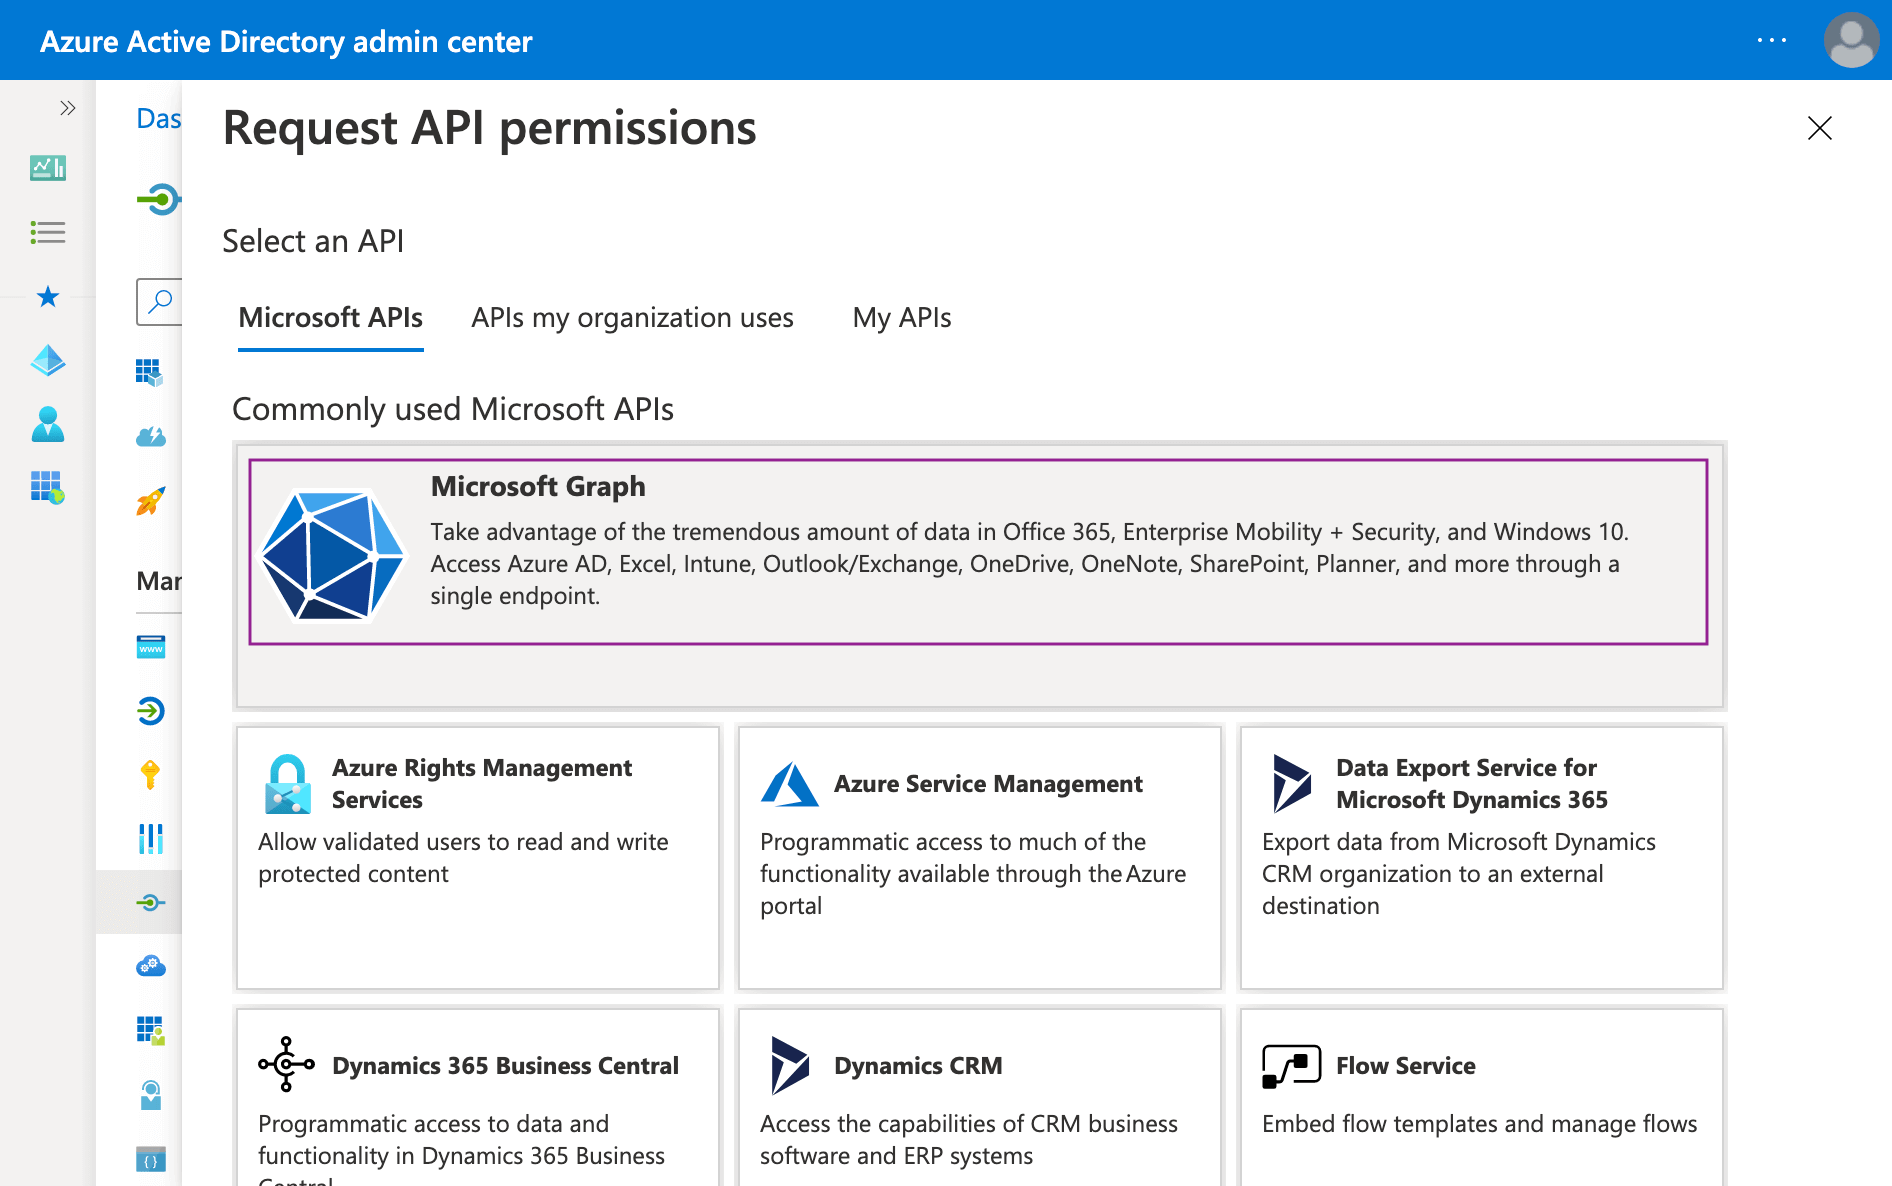 Azure Active Directory admin center
Das
Request API permissions
Select an API
Microsoft APIs APIs my organization uses My APIs
Commonly used Microsoft APIs
Microsoft Graph
Take advantage of the tremendous amount of data in Office 365, Enterprise Mobility + Security, and Windows 10.
Access Azure AD, Excel, Intune, Outlook/Exchange, OneDrive, OneNote, SharePoint, Planner, and more through a
single endpoint.
Man
www
Azure Rights Management
Services
Allow validated users to read and write
protected content
Azure Service Management
Programmatic access to much of the
functionality available through the Azure
portal
Data Export Service for
Microsoft Dynamics 365
Export data from Microsoft Dynamics
CRM organization to an external
destination
Dynamics 365 Business Central
Programmatic access to data and
functionality in Dynamics 365 Business
Central
Dynamics CRM
Access the capabilities of CRM business
software and ERP systems
Flow Service
Embed flow templates and manage flows